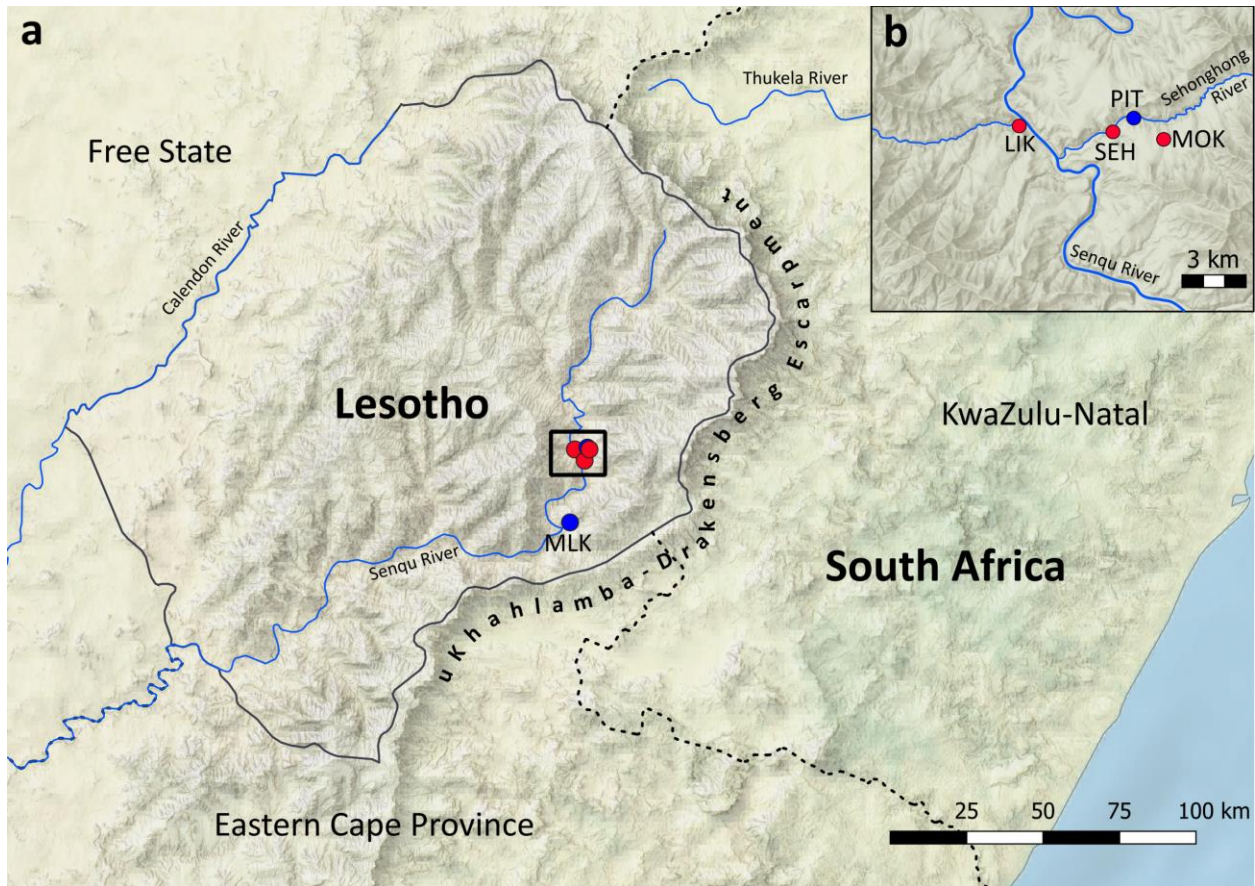 a
Thukela River
Free State
Calendon River
uKhahlamba-Drakensberg Escarpment
Lesotho
KwaZulu-Natal
MLK
Senqu River
South Africa
Eastern Cape Province
25 50 75 100 km
b
Sehonghong
River
PIT
LIK
SEH
MOK
Senqu River
3 km